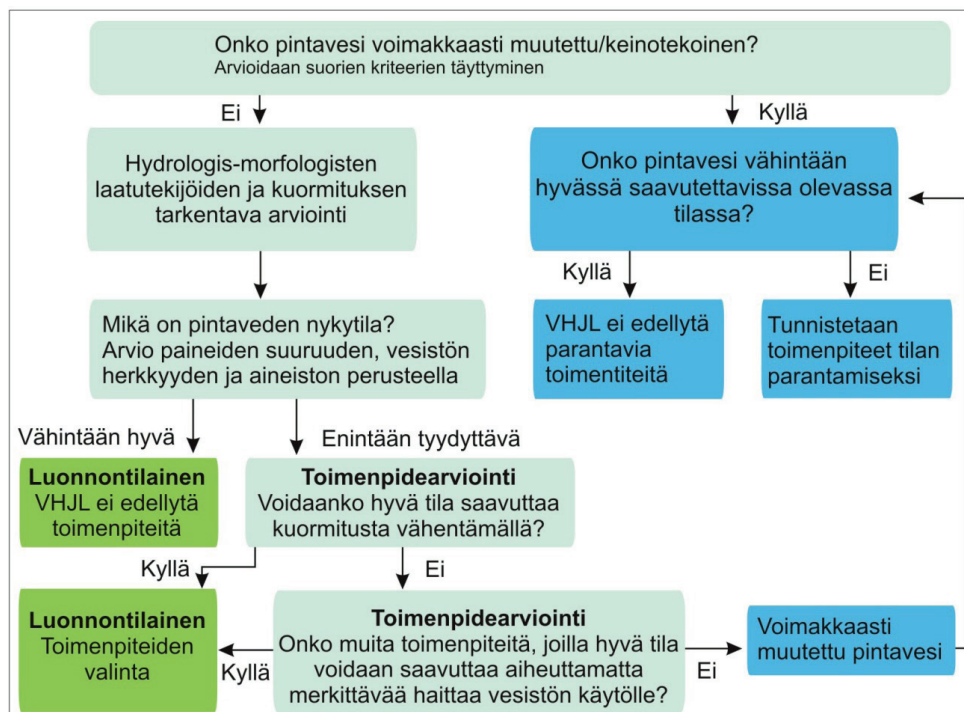 Onko pintavesi voimakkaasti muutettu/keinotekoinen?
Arvioidaan suorien kriteerien täyttyminen
Ei
Kyllä
Hydrologis-morfologisten
laatutekijöiden ja kuormituksen
tarkentava arviointi
Onko pintavesi vähintään
hyvässä saavutettavissa olevassa
tilassa?
Kyllä
Ei
Mikä on pintaveden nykytila?
Arvio paineiden suuruuden, vesistön
herkkyyden ja aineiston perusteella
VHJL ei edellytä
parantavia
toimentiteitä
Tunnistetaan
toimenpiteet tilan
parantamiseksi
Vähintään hyvä
Enintään tyydyttävä
Luonnontilainen
VHJL ei edellytä
toimenpiteitä
Toimenpidearviointi
Voidaanko hyvä tila saavuttaa
kuormitusta vähentämällä?
Kyllä
Ei
Luonnontilainen
Toimenpiteiden
valinta
Kyllä
Toimenpidearviointi
Onko muita toimenpiteitä, joilla hyvä tila
voidaan saavuttaa aiheuttamatta
merkittävää haittaa vesistön käytölle?
Ei
Voimakkaasti
muutettu pintavesi